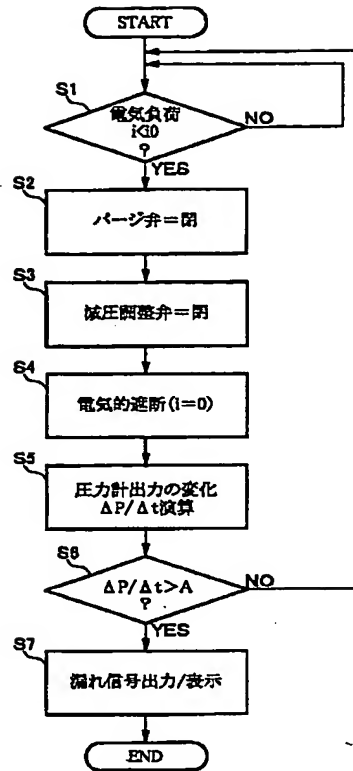 START
S1
電気負荷
i<i0
?
NO
YES
S2
パージ弁=閉
S3
減圧調整弁=閉
S4
電気的遮断(i=0)
S5
圧力計出力の変化
ΔP/Δt演算
S6
ΔP/Δt>A
?
NO
YES
S7
漏れ信号出力/表示
END